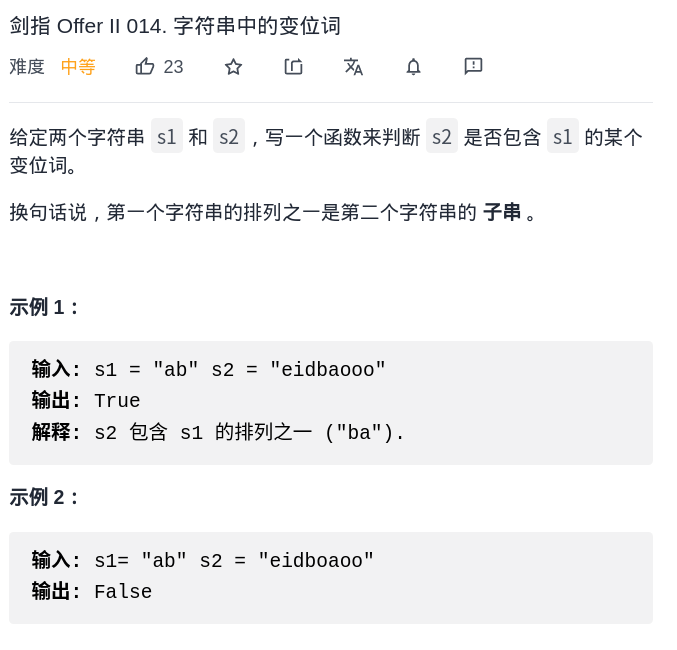 剑指 Offer II 014. 字符串中的变位词
难度 中等 23
给定两个字符串 s1 和 s2 ，写一个函数来判断 s2 是否包含 s1 的某个
变位词。
换句话说，第一个字符串的排列之一是第二个字符串的 子串 。
示例 1：
输入: s1 = "ab" s2 = "eidbaooo"
输出: True
解释: s2 包含 s1 的排列之一 ("ba").
示例 2：
输入: s1= "ab" s2 = "eidboaoo"
输出: False